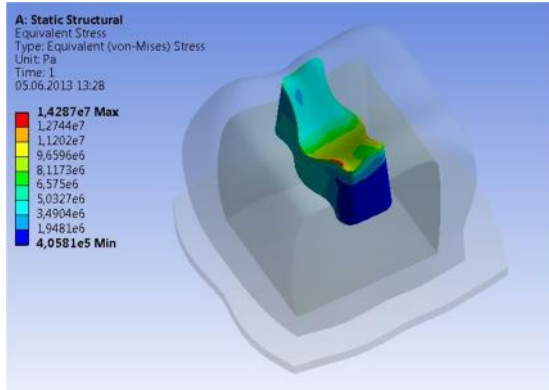 A: Static Structural
Equivalent Stress
Type: Equivalent (von-Mises) Stress
Unit: Pa
Time: 1
05.06.2013 13:28
1,4287e7 Max
1,2744e7
1,1202e7
9,6596e6
8,1173e6
6,575e6
5,0327e6
3,4904e6
1,9481e6
4,0581e5 Min